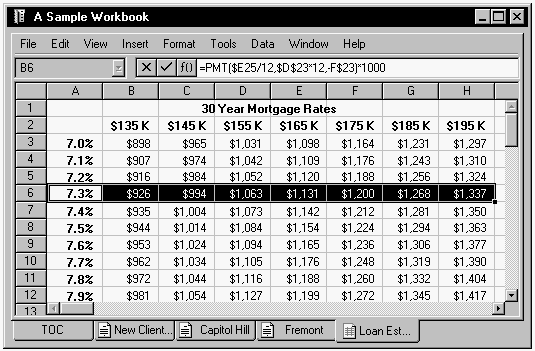 A Sample Workbook
File Edit View Insert Format Tools Data Window Help
B6 f() =PMT($E25/12,$D$23*12,-F$23)*1000
A B C D E F G H
1 30 Year Mortgage Rates
2 $135 K $145 K $155 K $165 K $175 K $185 K $195 K
3 7.0% $898 $965 $1,031 $1,098 $1,164 $1,231 $1,297
4 7.1% $907 $974 $1,042 $1,109 $1,176 $1,243 $1,310
5 7.2% $916 $984 $1,052 $1,120 $1,188 $1,256 $1,324
6 7.3% $926 $994 $1,063 $1,131 $1,200 $1,268 $1,337
7 7.4% $935 $1,004 $1,073 $1,142 $1,212 $1,281 $1,350
8 7.5% $944 $1,014 $1,084 $1,154 $1,224 $1,294 $1,363
9 7.6% $953 $1,024 $1,094 $1,165 $1,236 $1,306 $1,377
10 7.7% $962 $1,034 $1,105 $1,176 $1,248 $1,319 $1,390
11 7.8% $972 $1,044 $1,116 $1,188 $1,260 $1,332 $1,404
12 7.9% $981 $1,054 $1,127 $1,199 $1,272 $1,345 $1,417
13
TOC New Client... Capitol Hill Fremont Loan Est...